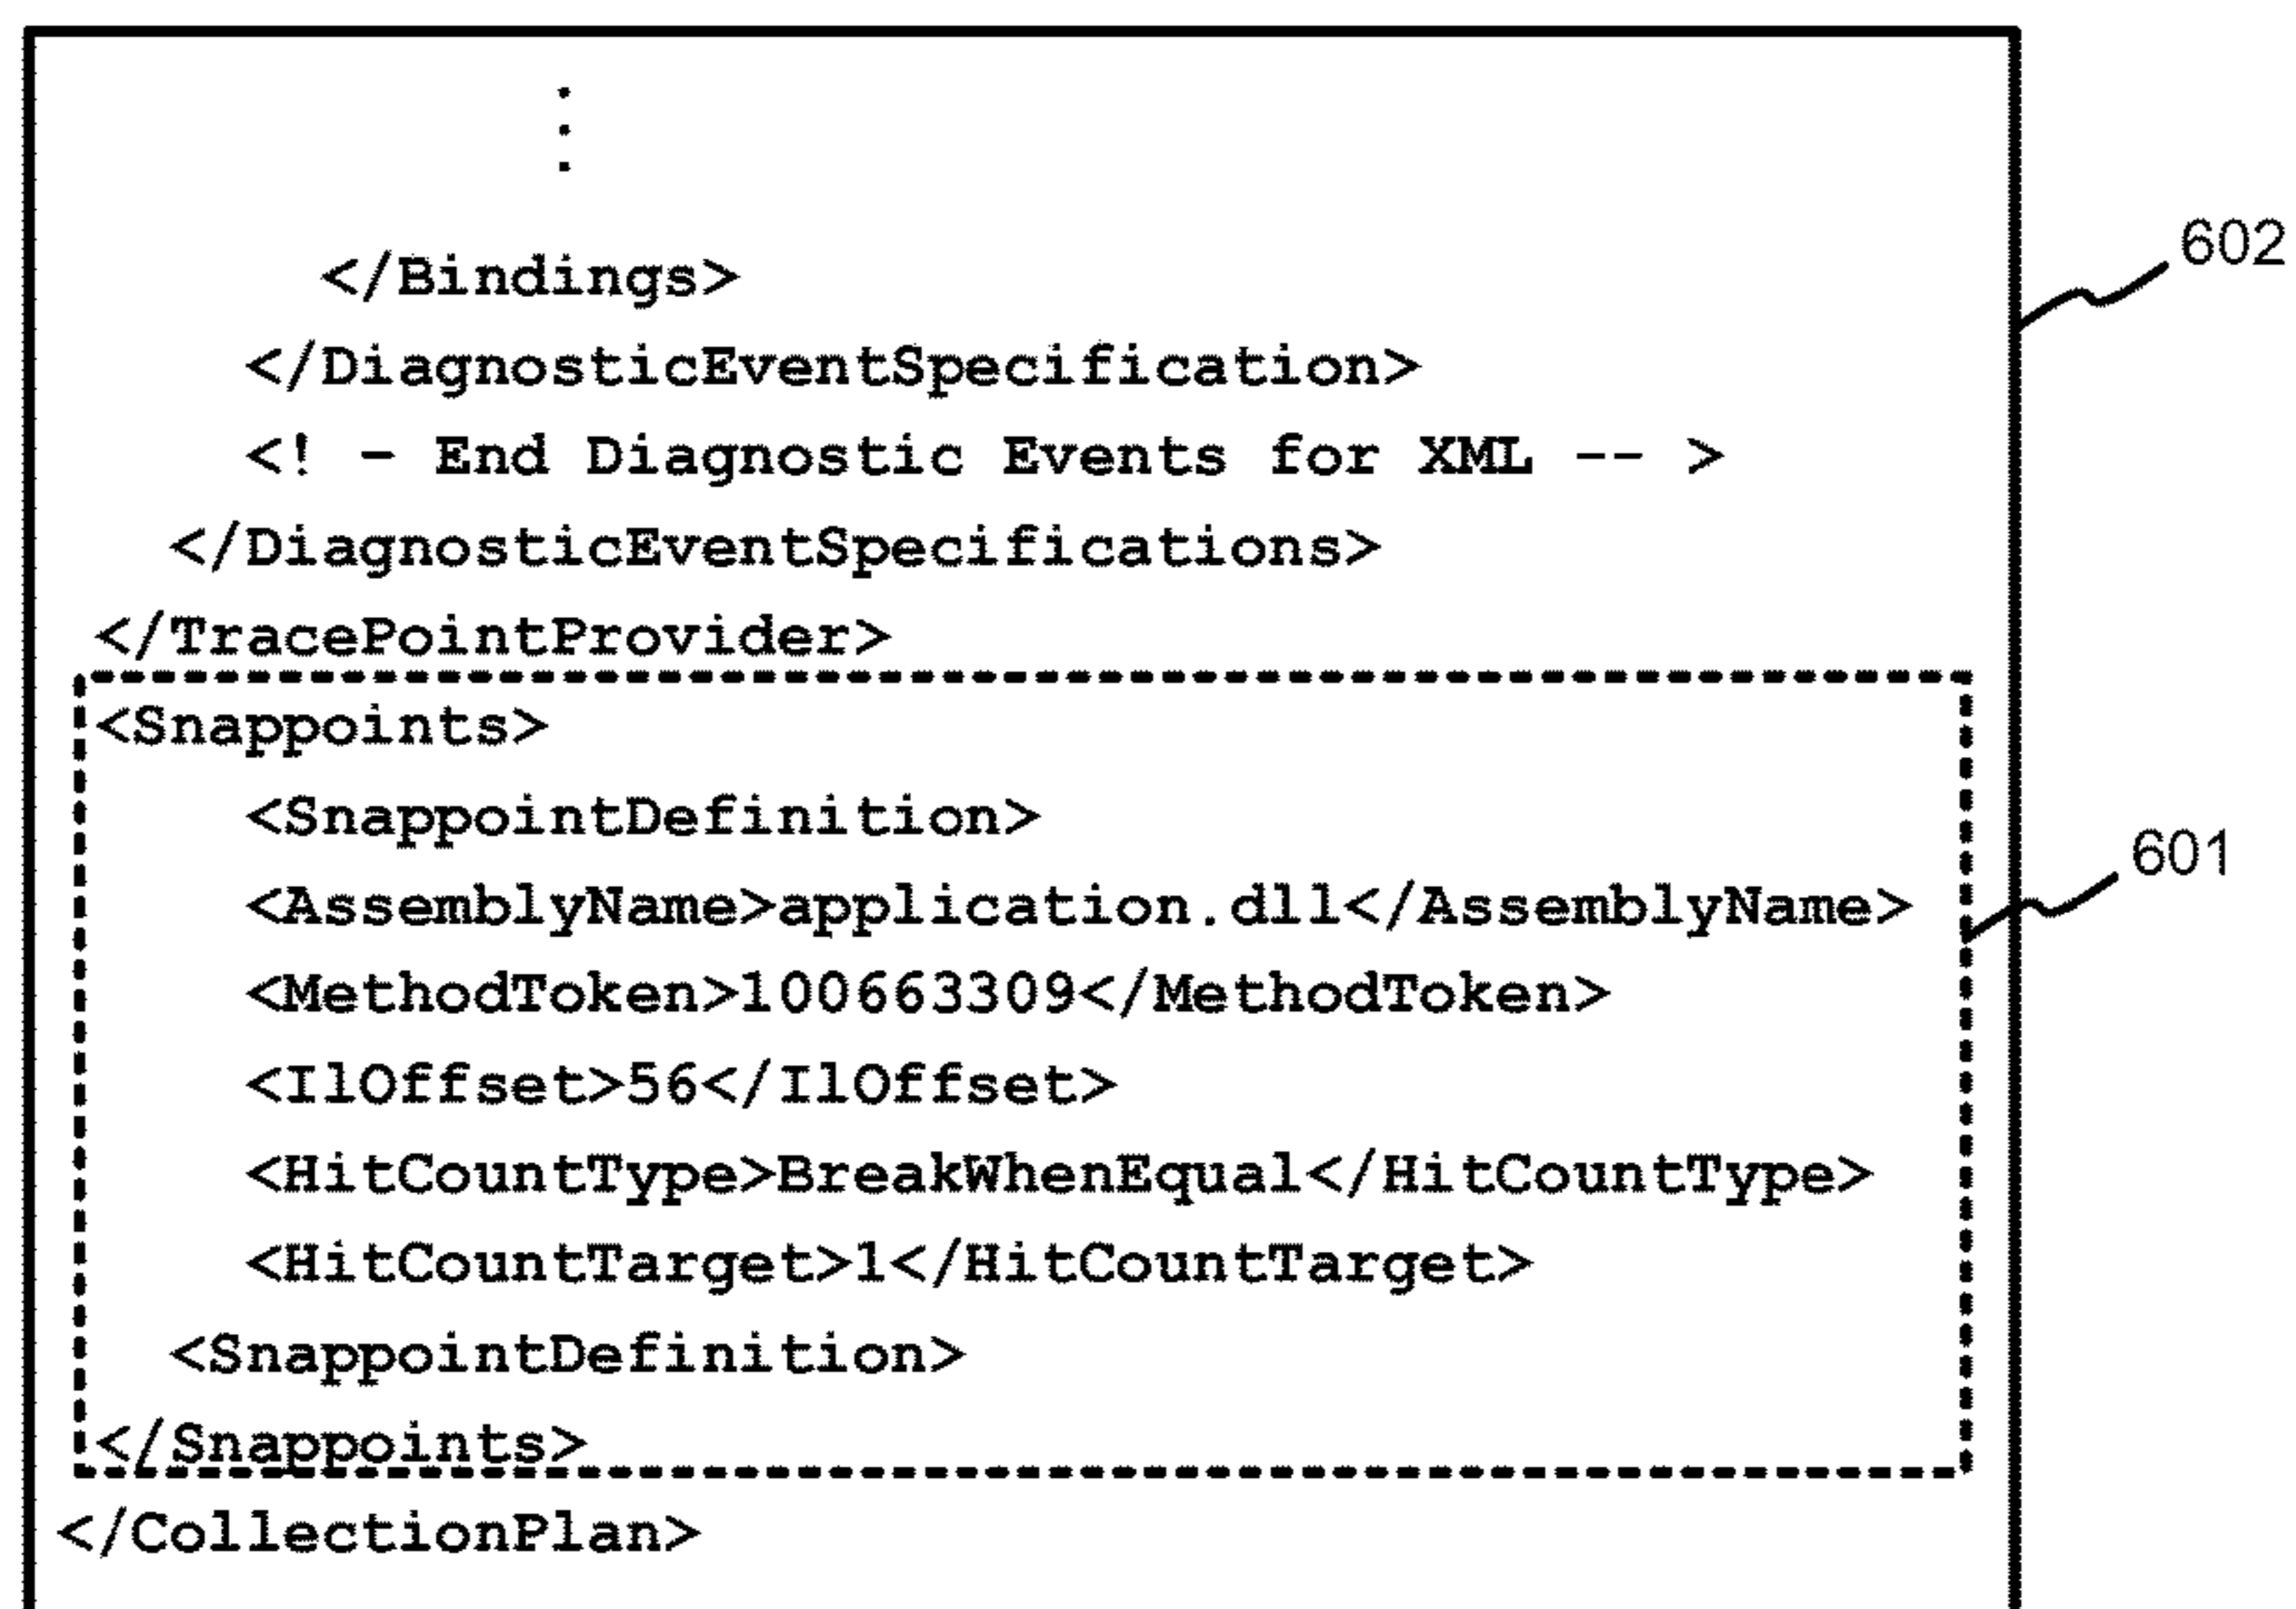 </Bindings>
</DiagnosticEventSpecification>
<! - End Diagnostic Events for XML -- >
</DiagnosticEventSpecifications>
</TracePointProvider>
<Snappoints>
<SnappointDefinition>
<AssemblyName>application.dll</AssemblyName>
<MethodToken>100663309</MethodToken>
<IlOffset>56</IlOffset>
<HitCountType>BreakWhenEqual</HitCountType>
<HitCountTarget>1</HitCountTarget>
<SnappointDefinition>
</Snappoints>
</CollectionPlan>
602
601